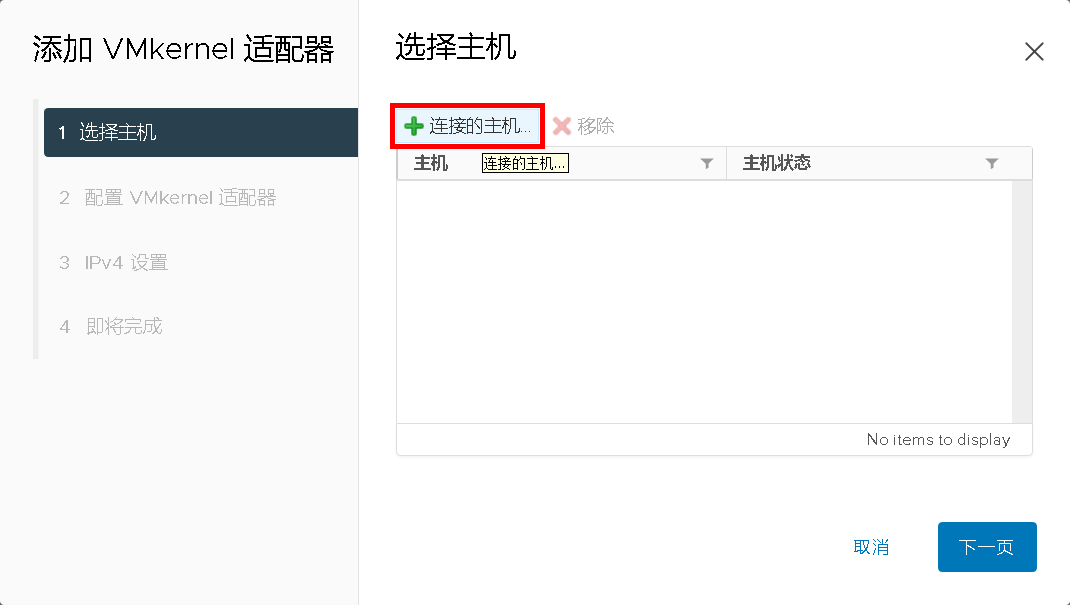 添加 VMkernel 适配器
1 选择主机
2 配置 VMkernel 适配器
3 IPv4 设置
4 即将完成
选择主机
连接的主机... 移除
主机 连接的主机... 主机状态
No items to display
取消 下一页